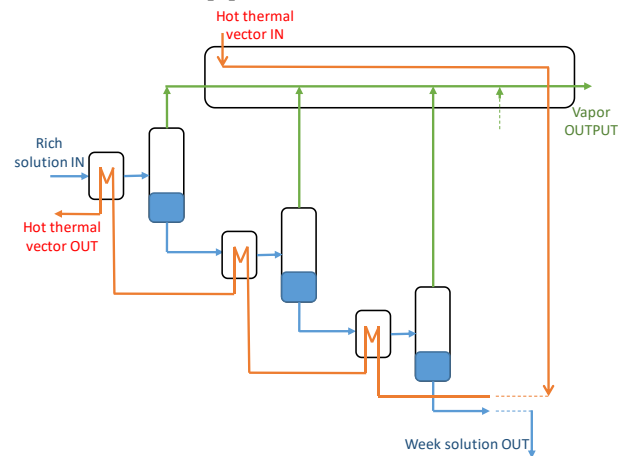 Hot thermal
vector IN
Vapor
OUTPUT
Rich
solution IN
Hot thermal
vector OUT
Week solution OUT